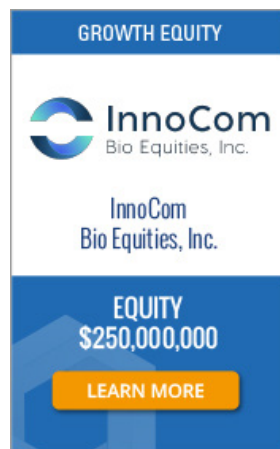 GROWTH EQUITY
InnoCom
Bio Equities, Inc.
InnoCom
Bio Equities, Inc.
EQUITY
$250,000,000
LEARN MORE